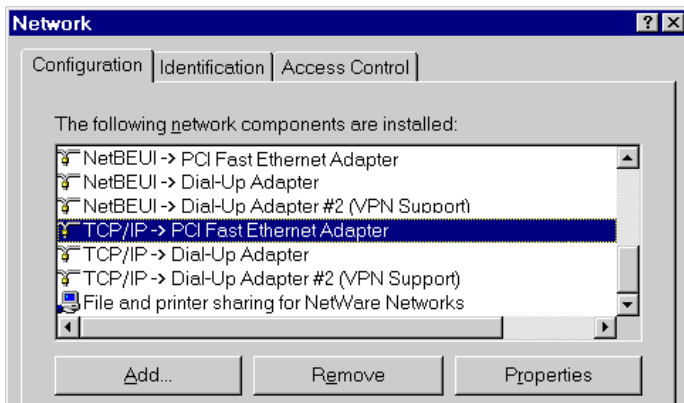 Network
Configuration Identification Access Control
The following network components are installed:
NetBEUI -> PCI Fast Ethernet Adapter
NetBEUI -> Dial-Up Adapter
NetBEUI -> Dial-Up Adapter #2 (VPN Support)
TCP/IP -> PCI Fast Ethernet Adapter
TCP/IP -> Dial-Up Adapter
TCP/IP -> Dial-Up Adapter #2 (VPN Support)
File and printer sharing for NetWare Networks
Add... Remove Properties